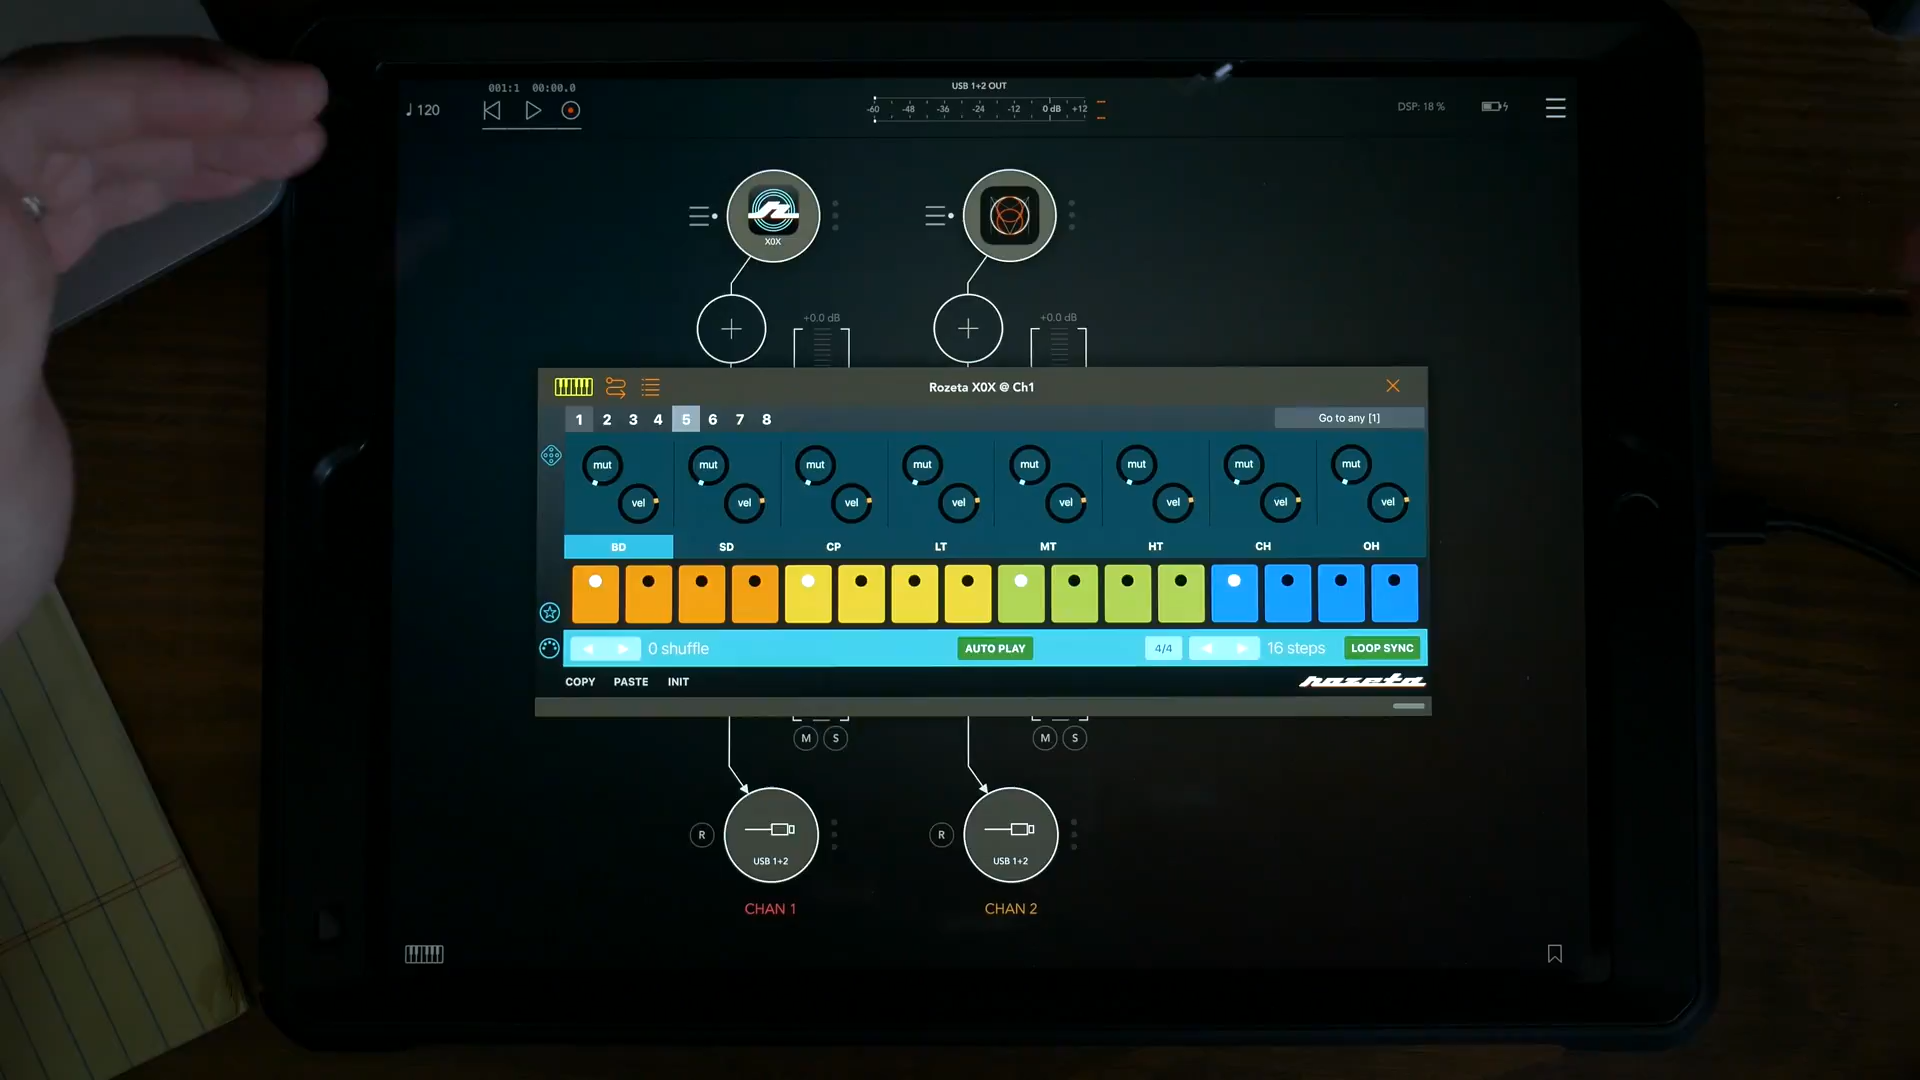 001:1 00:00.0
♩120
USB 1+2 OUT
-60 -48 -36 -24 -12 0 dB +12
DSP: 18 %
X0X
+0.0 dB
+0.0 dB
Rozeta X0X @ Ch1
1 2 3 4 5 6 7 8
Go to any [1]
mut mut mut mut mut mut mut mut
vel vel vel vel vel vel vel vel
BD SD CP LT MT HT CH OH
0 shuffle
AUTO PLAY
4/4
16 steps
LOOP SYNC
COPY PASTE INIT
rozeta
M S
M S
R
USB 1+2
R
USB 1+2
CHAN 1
CHAN 2